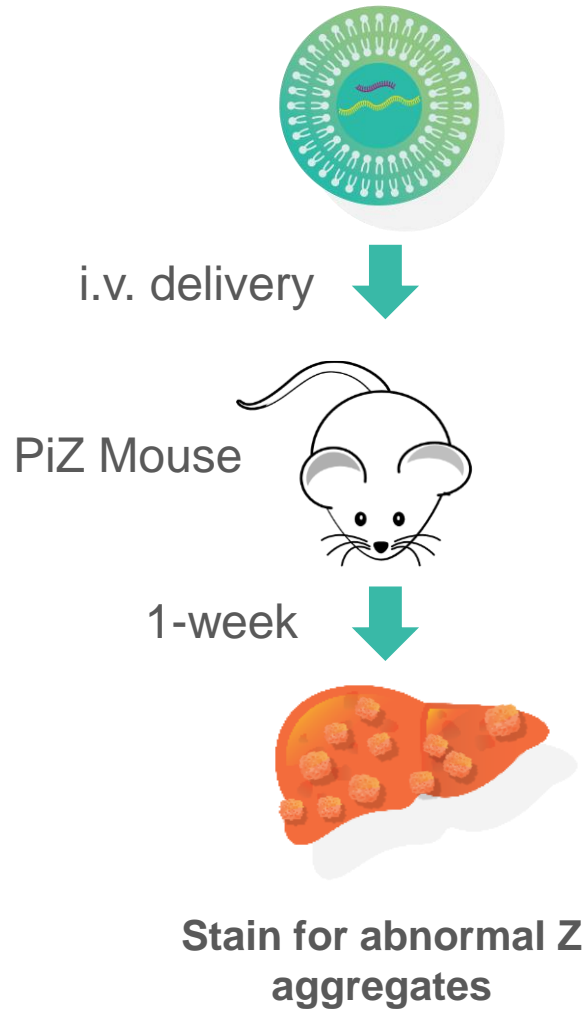 i.v. delivery
PiZ Mouse
1-week
Stain for abnormal Z
aggregates